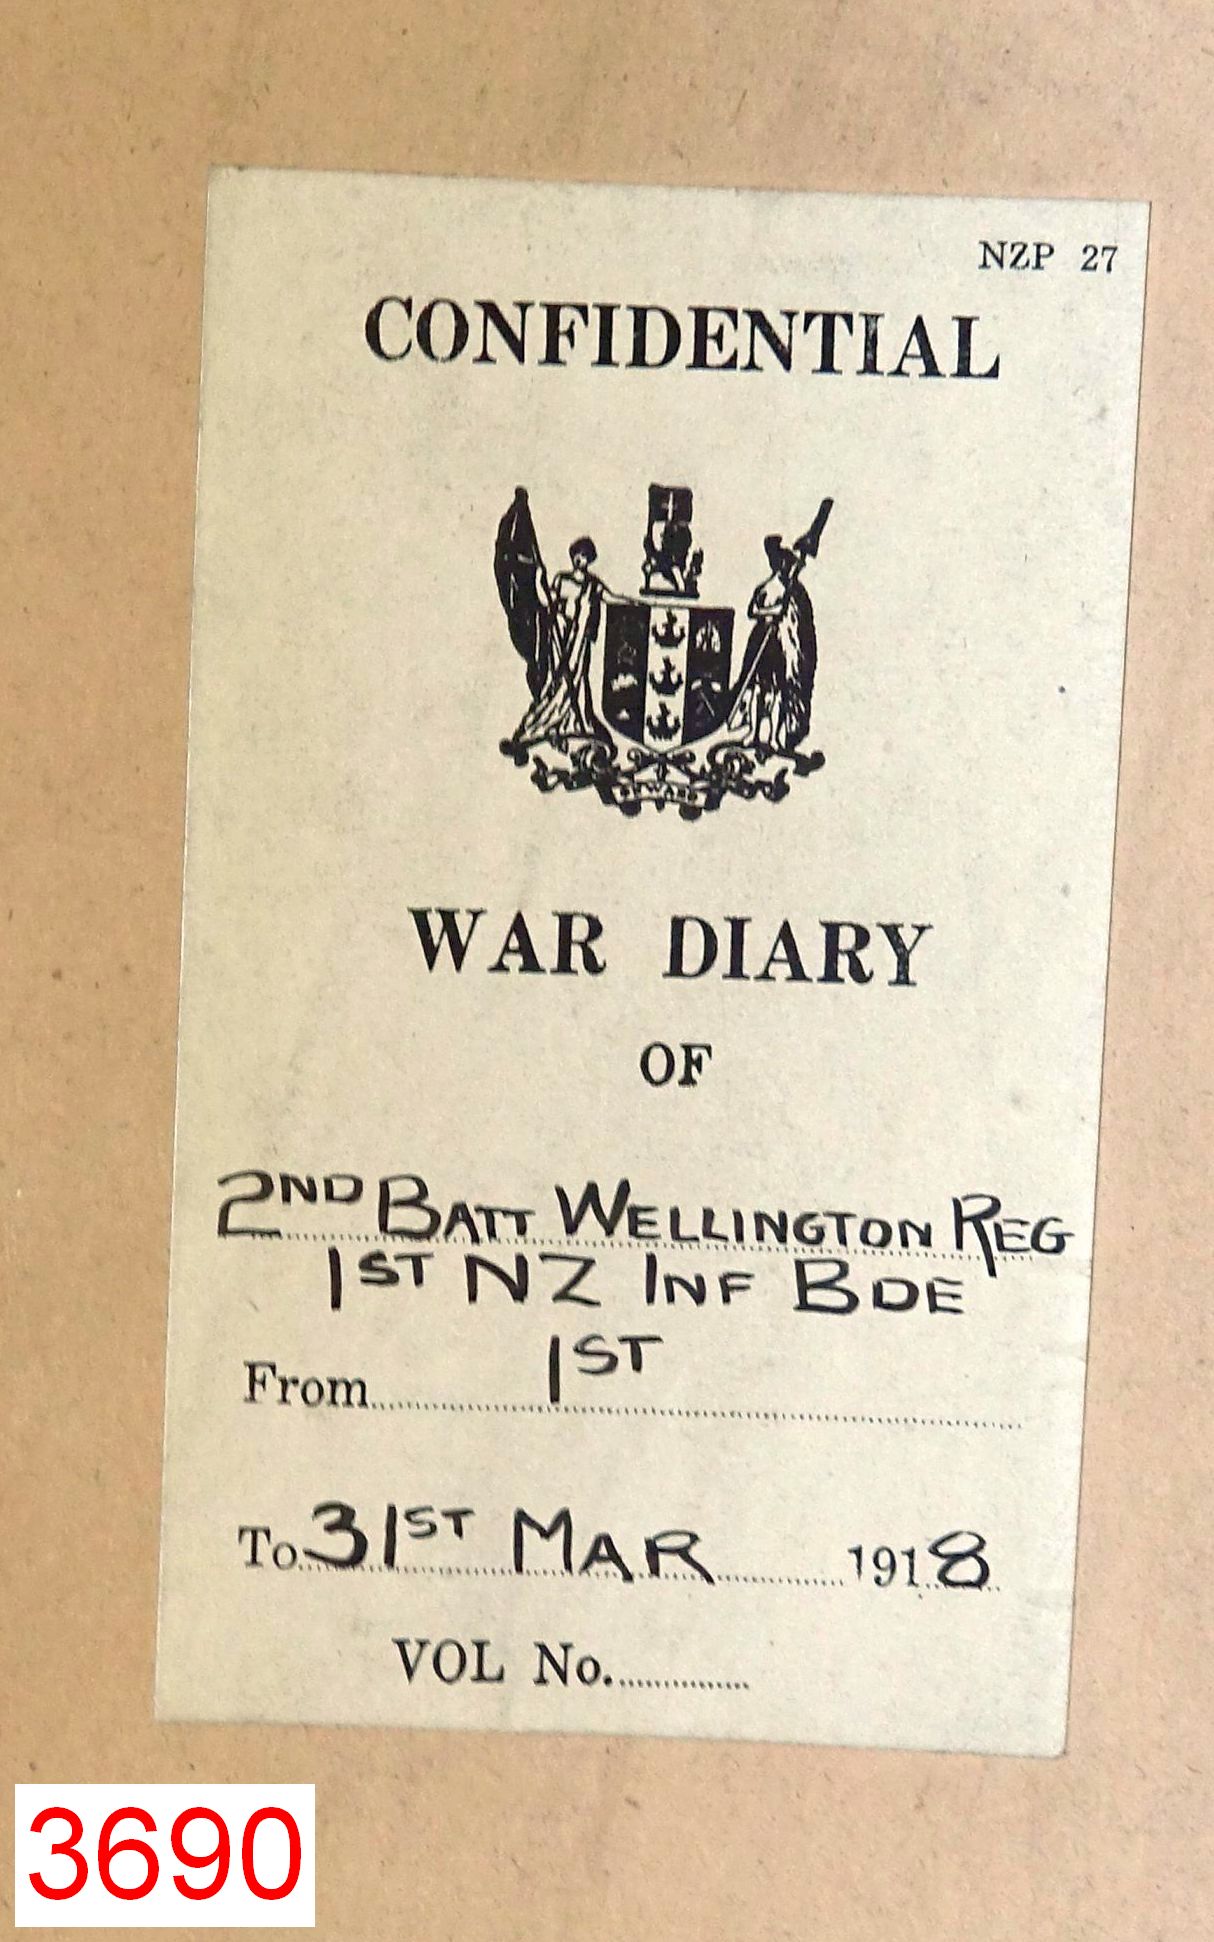 NZP 27
CONFIDENTIAL
ONWARD
WAR DIARY
OF
2ND BATT WELLINGTON REG
1ST NZ INF BDE
From 1ST
To 31ST MAR 1918
VOL No.
3690